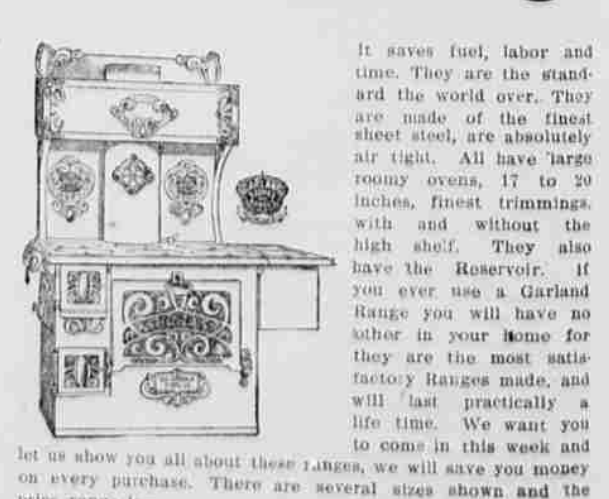 It saves fuel, labor and
time. They are the stand-
ard the world over. They
are made of the finest
sheet steel, are absolutely
air tight. All have large
roomy ovens, 17 to 20
inches, finest trimmings,
with and without the
high shelf. They also
have the Reservoir. If
you ever use a Garland
Range you will have no
other in your Home for
they are the most satis-
factory Ranges made, and
will last practically a
life time. We want you
to come in this week and
let us show you all about these ranges, we will save you money
on every purchase. There are several sizes shown and the